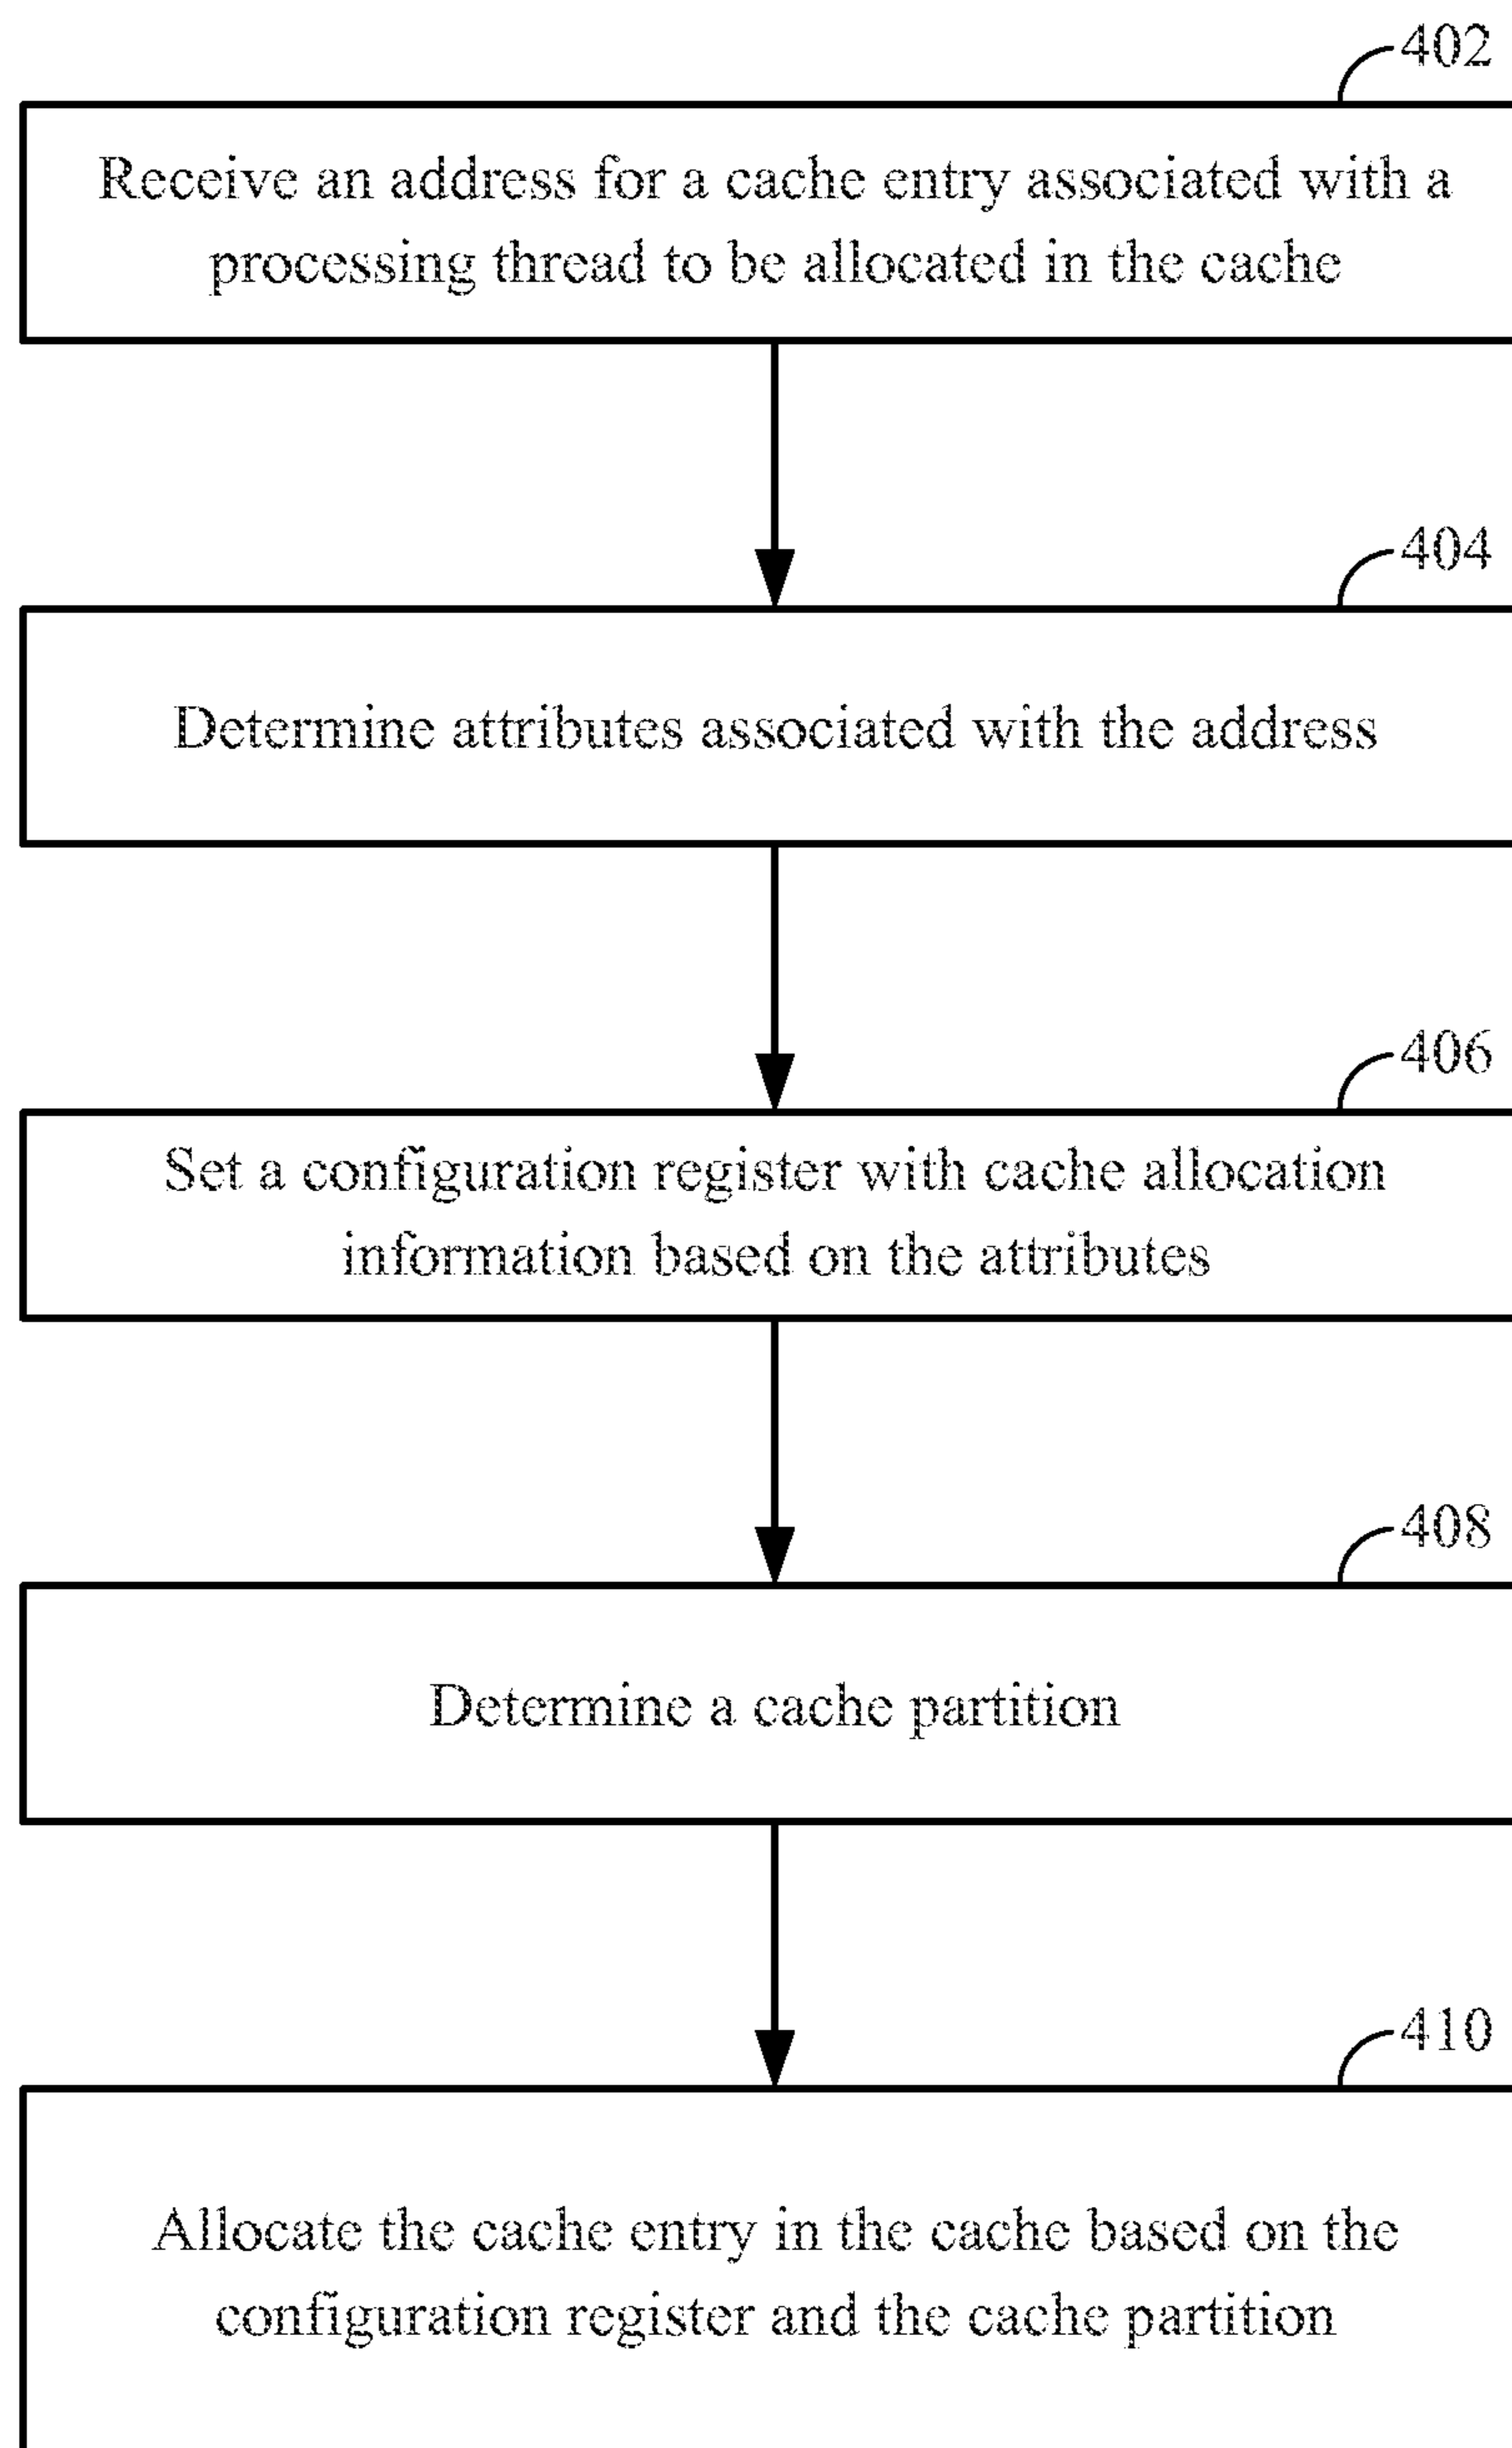 402
Receive an address for a cache entry associated with a
processing thread to be allocated in the cache
404
Determine attributes associated with the address
406
Set a configuration register with cache allocation
information based on the attributes
408
Determine a cache partition
410
Allocate the cache entry in the cache based on the
configuration register and the cache partition